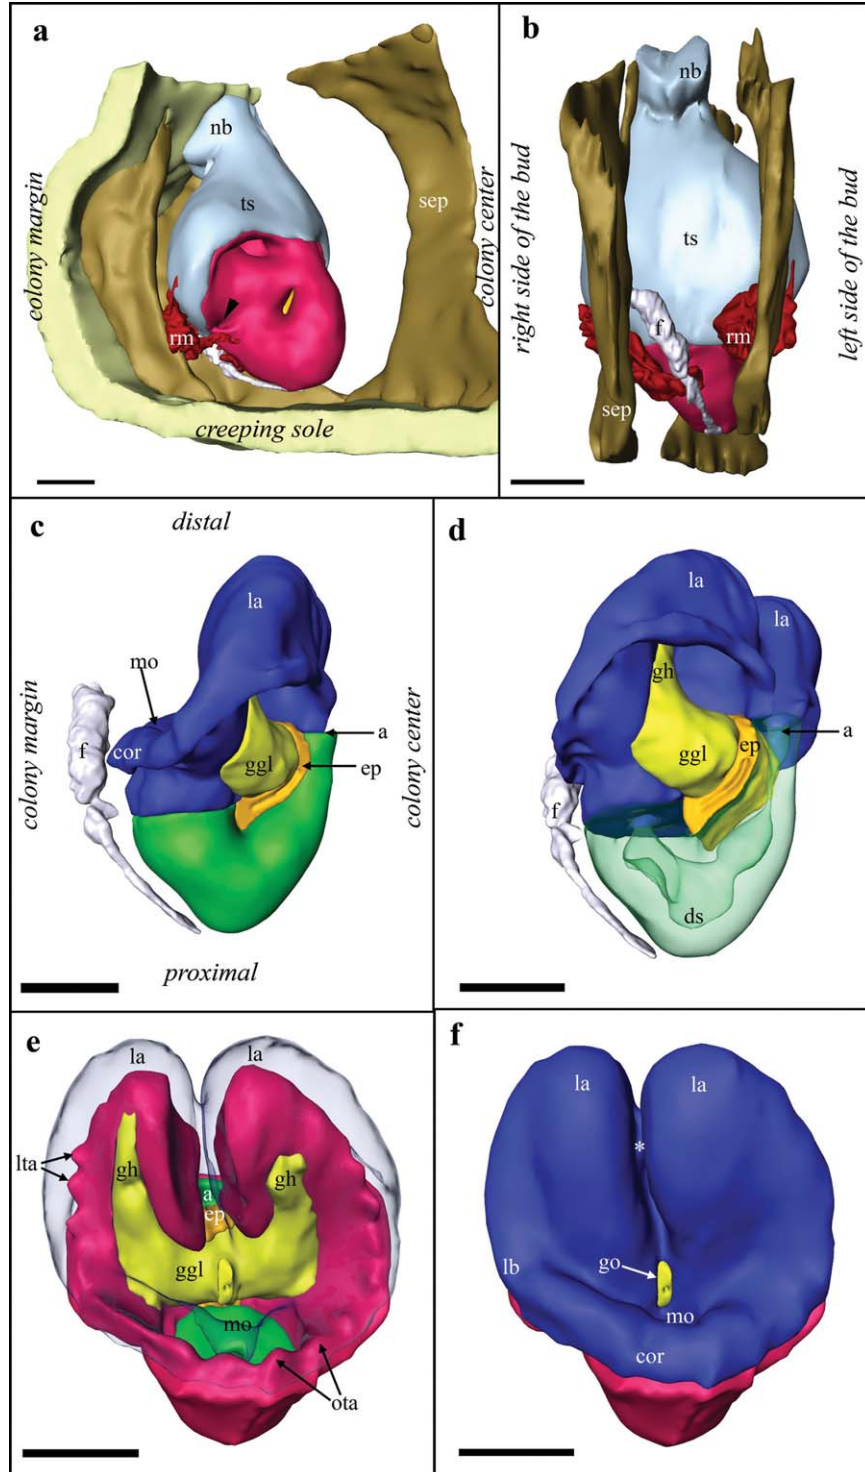 a
nb
ts
sep
rm
colony margin
colony center
creeping sole
b
nb
ts
f
rm
sep
right side of the bud
left side of the bud
c
distal
la
mo
f
cor
ggl
a
ep
colony margin
colony center
proximal
d
la
la
gh
ep
a
ggl
f
ds
e
la
la
lta
gh
gh
a
ep
ggl
mo
ota
f
la
la
*
go
lb
mo
cor